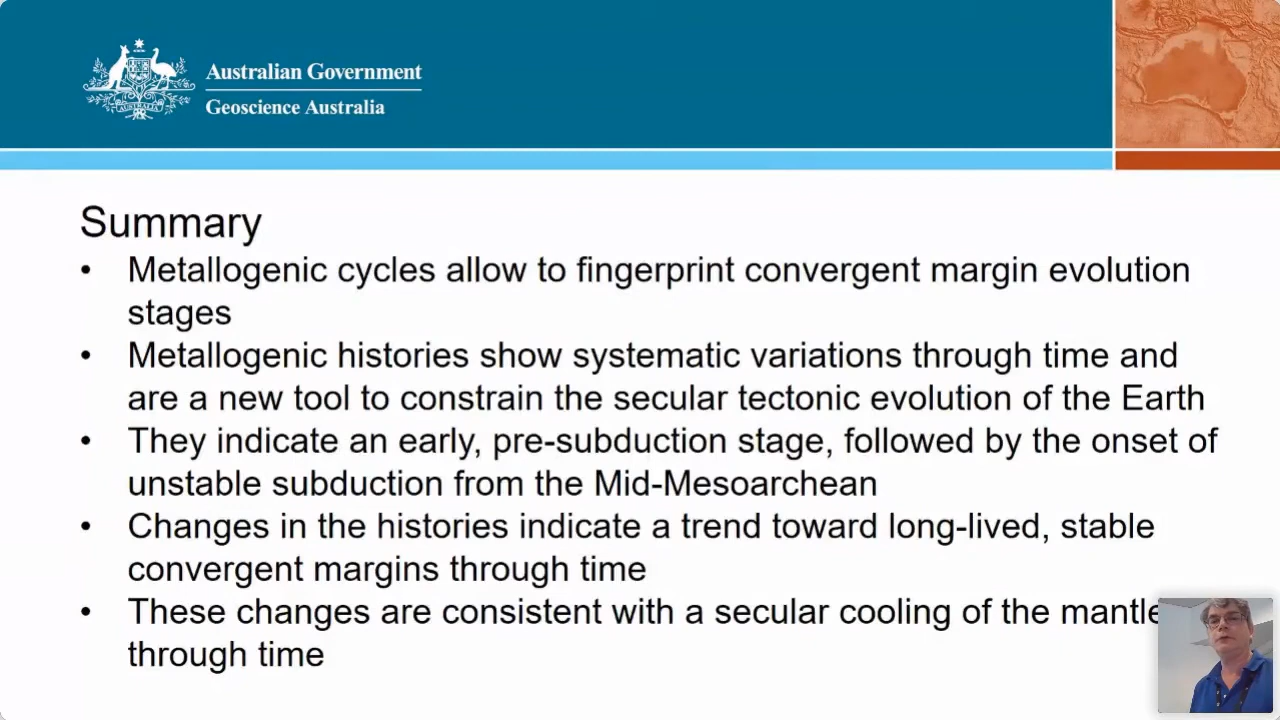 Australian Government
Geoscience Australia
Summary
• Metallogenic cycles allow to fingerprint convergent margin evolution
stages
• Metallogenic histories show systematic variations through time and
are a new tool to constrain the secular tectonic evolution of the Earth
• They indicate an early, pre-subduction stage, followed by the onset of
unstable subduction from the Mid-Mesoarchean
• Changes in the histories indicate a trend toward long-lived, stable
convergent margins through time
• These changes are consistent with a secular cooling of the mantle
through time